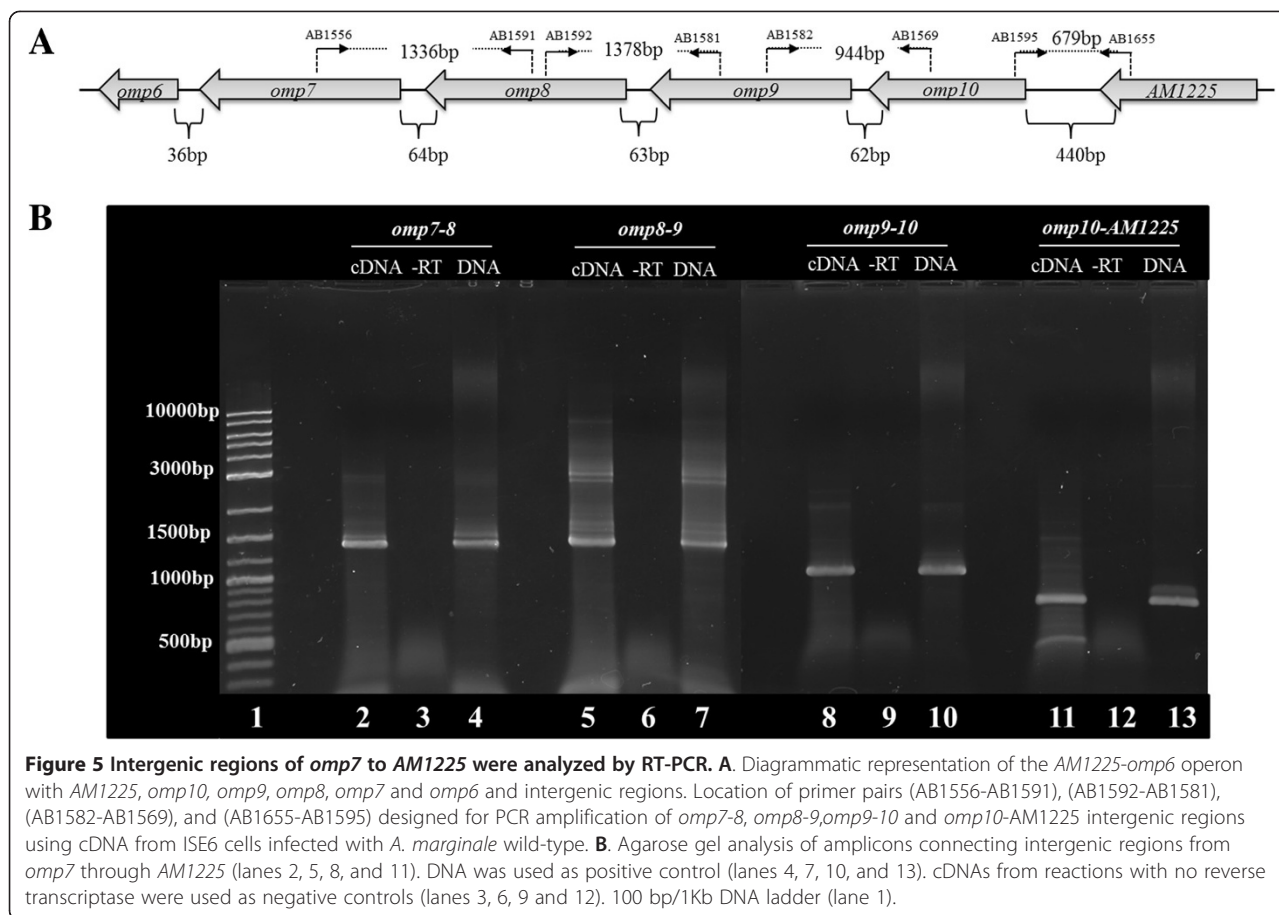 A
AB1556 1336bp AB1591 AB1592 1378bp AB1581 AB1582 944bp AB1569 AB1595 679bp AB1655
omp6 omp7 omp8 omp9 omp10 AM1225
36bp 64bp 63bp 62bp 440bp
B
omp7-8 omp8-9 omp9-10 omp10-AM1225
cDNA -RT DNA cDNA -RT DNA cDNA -RT DNA cDNA -RT DNA
10000bp
3000bp
1500bp
1000bp
500bp
1 2 3 4 5 6 7 8 9 10 11 12 13
Figure 5 Intergenic regions of omp7 to AM1225 were analyzed by RT-PCR. A. Diagrammatic representation of the AM1225-omp6 operon
with AM1225, omp10, omp9, omp8, omp7 and omp6 and intergenic regions. Location of primer pairs (AB1556-AB1591), (AB1592-AB1581),
(AB1582-AB1569), and (AB1655-AB1595) designed for PCR amplification of omp7-8, omp8-9,omp9-10 and omp10-AM1225 intergenic regions
using cDNA from ISE6 cells infected with A. marginale wild-type. B. Agarose gel analysis of amplicons connecting intergenic regions from
omp7 through AM1225 (lanes 2, 5, 8, and 11). DNA was used as positive control (lanes 4, 7, 10, and 13). cDNAs from reactions with no reverse
transcriptase were used as negative controls (lanes 3, 6, 9 and 12). 100 bp/1Kb DNA ladder (lane 1).